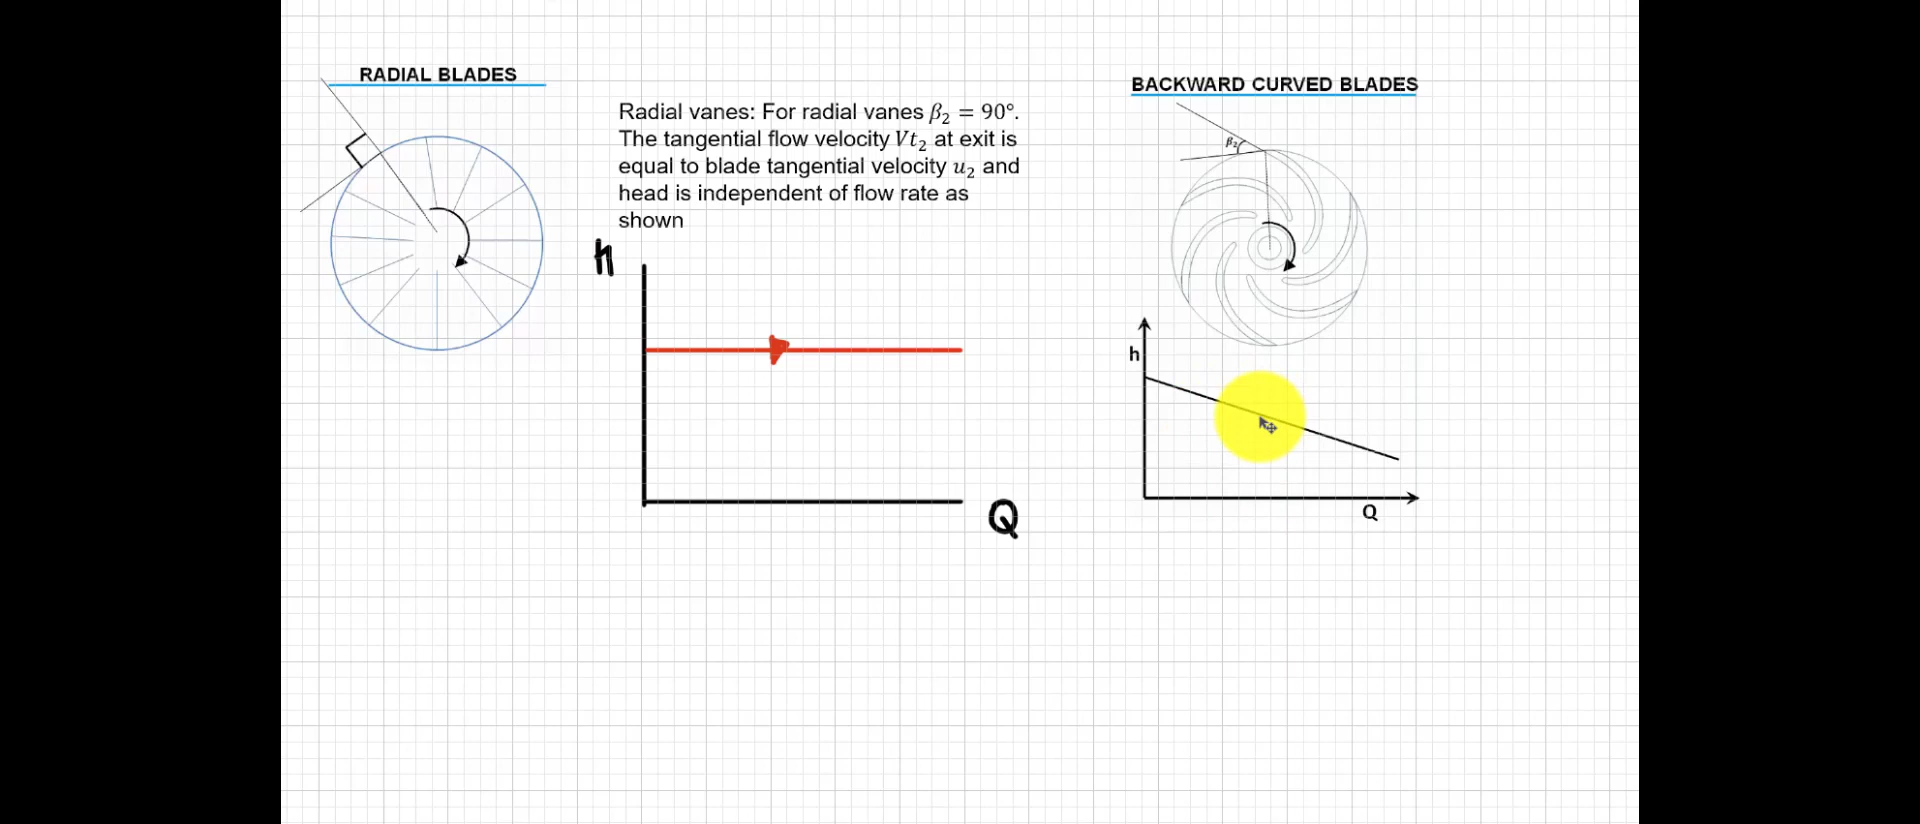 RADIAL BLADES
Radial vanes: For radial vanes 𝛽₂ = 90°.
The tangential flow velocity 𝑉𝑡₂ at exit is
equal to blade tangential velocity 𝑢₂ and
head is independent of flow rate as
shown
h
Q
BACKWARD CURVED BLADES
β₂
h
Q